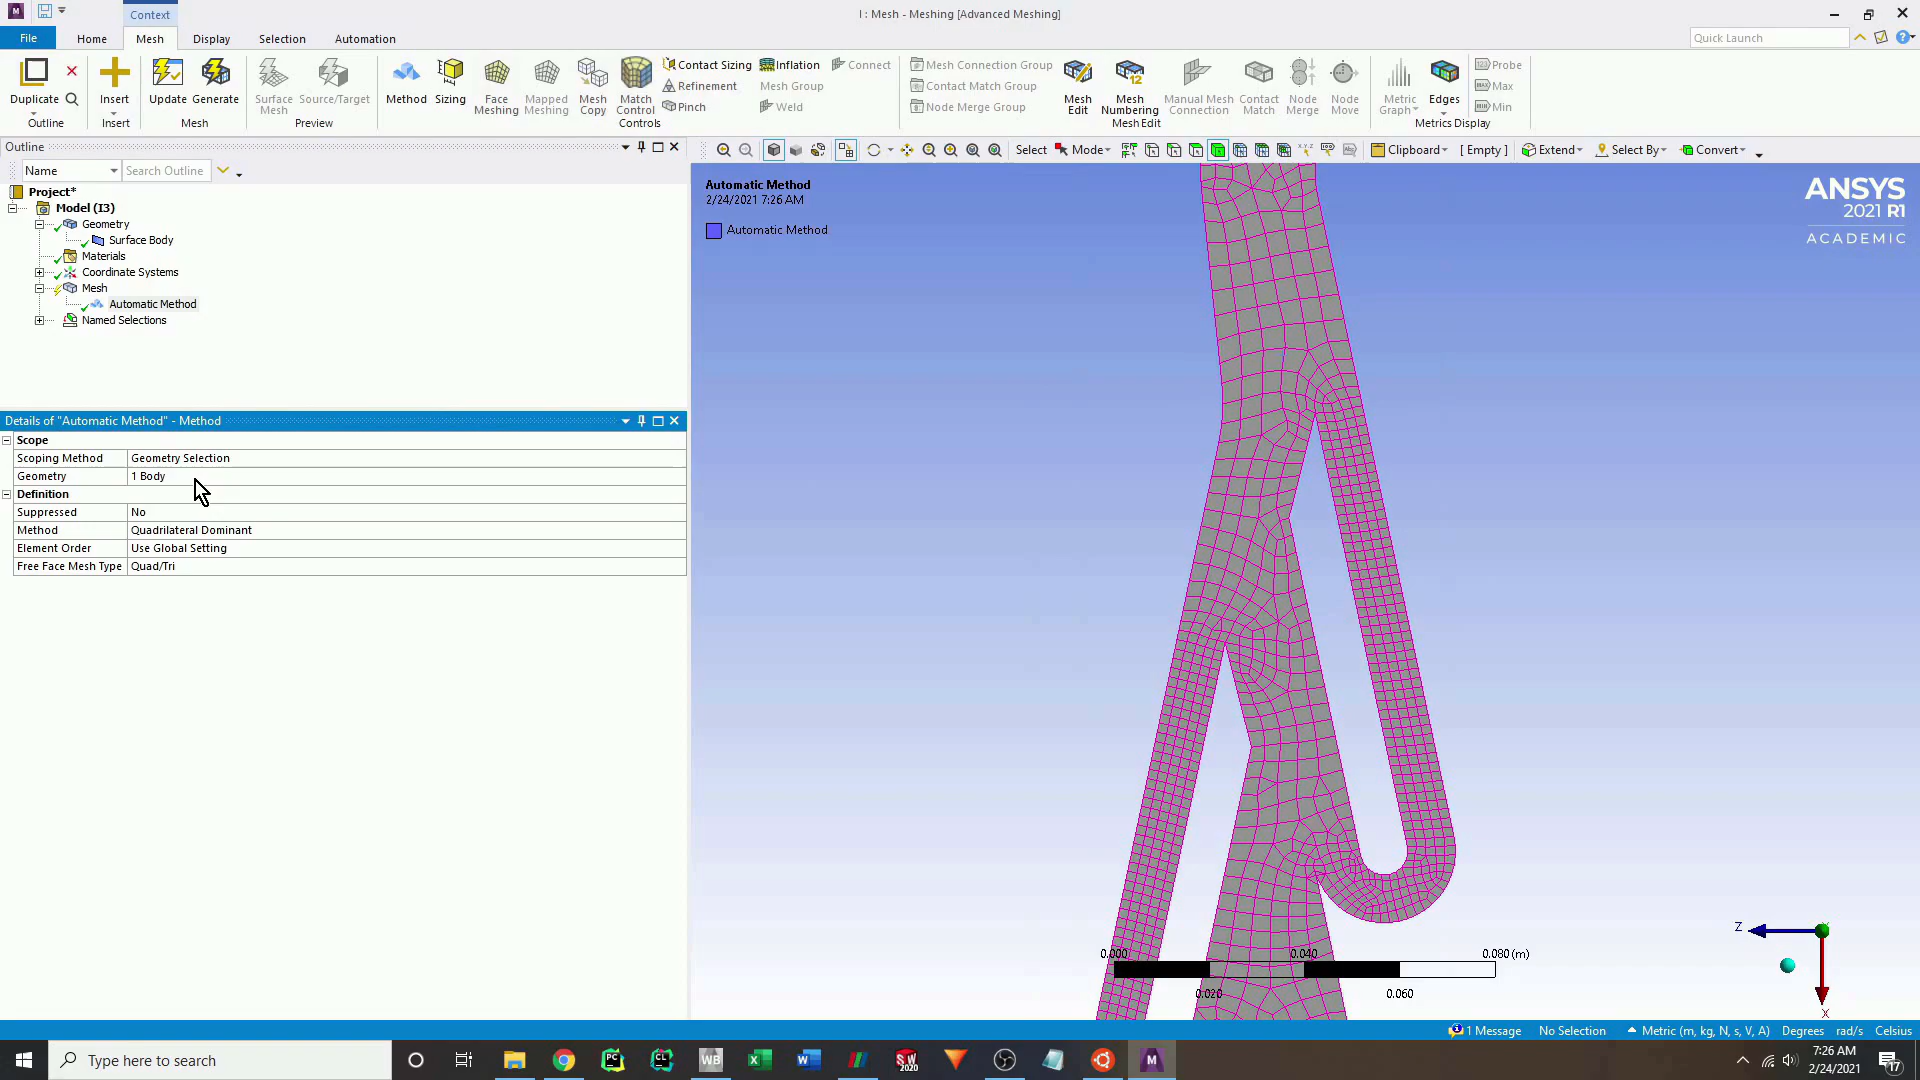 Context
I : Mesh - Meshing [Advanced Meshing]
File
Home
Mesh
Display
Selection
Automation
Quick Launch
Duplicate
Outline
Insert
Insert
Update
Generate
Mesh
Surface Mesh
Source/Target
Preview
Method
Sizing
Face Meshing
Mapped Meshing
Mesh Copy
Match Control
Contact Sizing
Refinement
Pinch
Inflation
Mesh Group
Weld
Connect
Controls
Mesh Connection Group
Contact Match Group
Node Merge Group
Mesh Edit
Mesh Numbering
Manual Mesh Connection
Contact Match
Node Merge
Node Move
Mesh Edit
Metric Graph
Edges
Probe
Max
Min
Metrics Display
Outline
Name
Search Outline
Select
Mode
Clipboard
[ Empty ]
Extend
Select By
Convert
Project*
Model (I3)
Geometry
Surface Body
Materials
Coordinate Systems
Mesh
Automatic Method
Named Selections
Details of "Automatic Method" - Method
Scope
Scoping Method Geometry Selection
Geometry 1 Body
Definition
Suppressed No
Method Quadrilateral Dominant
Element Order Use Global Setting
Free Face Mesh Type Quad/Tri
Automatic Method
2/24/2021 7:26 AM
Automatic Method
ANSYS
2021 R1
ACADEMIC
0.000 0.040 0.080 (m)
0.020 0.060
Z
X
1 Message No Selection Metric (m, kg, N, s, V, A) Degrees rad/s Celsius
Type here to search
7:26 AM
2/24/2021
17